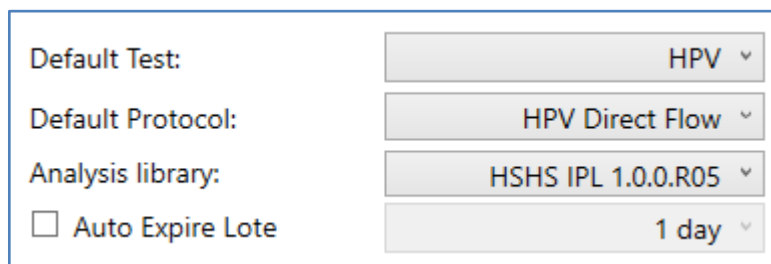 Default Test: HPV
Default Protocol: HPV Direct Flow
Analysis library: HSHS IPL 1.0.0.R05
Auto Expire Lote 1 day